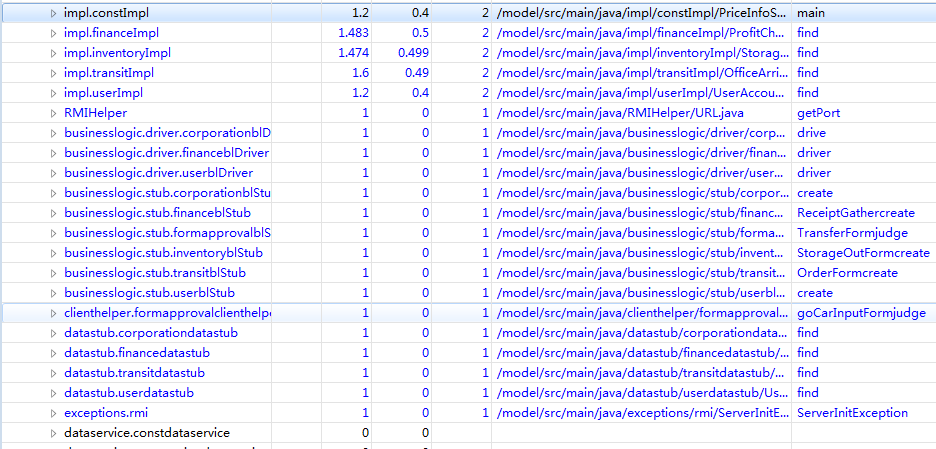 impl.constImpl 1.2 0.4 2 /model/src/main/java/impl/constImpl/PriceInfoS... main
impl.financeImpl 1.483 0.5 2 /model/src/main/java/impl/financeImpl/ProfitCh... find
impl.inventoryImpl 1.474 0.499 2 /model/src/main/java/impl/inventoryImpl/Storag... find
impl.transitImpl 1.6 0.49 2 /model/src/main/java/impl/transitImpl/OfficeArri... find
impl.userImpl 1.2 0.4 2 /model/src/main/java/impl/userImpl/UserAccou... find
RMIHelper 1 0 1 /model/src/main/java/RMIHelper/URL.java getPort
businesslogic.driver.corporationblD 1 0 1 /model/src/main/java/businesslogic/driver/corp... drive
businesslogic.driver.financeblDriver 1 0 1 /model/src/main/java/businesslogic/driver/finan... driver
businesslogic.driver.userblDriver 1 0 1 /model/src/main/java/businesslogic/driver/user... driver
businesslogic.stub.corporationblStu 1 0 1 /model/src/main/java/businesslogic/stub/corpor... create
businesslogic.stub.financeblStub 1 0 1 /model/src/main/java/businesslogic/stub/financ... ReceiptGathercreate
businesslogic.stub.formapprovalblS 1 0 1 /model/src/main/java/businesslogic/stub/forma... TransferFormjudge
businesslogic.stub.inventoryblStub 1 0 1 /model/src/main/java/businesslogic/stub/invent... StorageOutFormcreate
businesslogic.stub.transitblStub 1 0 1 /model/src/main/java/businesslogic/stub/transit... OrderFormcreate
businesslogic.stub.userblStub 1 0 1 /model/src/main/java/businesslogic/stub/userbl... create
clienthelper.formapprovalclienthelpe 1 0 1 /model/src/main/java/clienthelper/formapproval... goCarInputFormjudge
datastub.corporationdatastub 1 0 1 /model/src/main/java/datastub/corporationdata... find
datastub.financedatastub 1 0 1 /model/src/main/java/datastub/financedatastub/... find
datastub.transitdatastub 1 0 1 /model/src/main/java/datastub/transitdatastub/... find
datastub.userdatastub 1 0 1 /model/src/main/java/datastub/userdatastub/Us... find
exceptions.rmi 1 0 1 /model/src/main/java/exceptions/rmi/ServerInitE... ServerInitException
dataservice.constdataservice 0 0